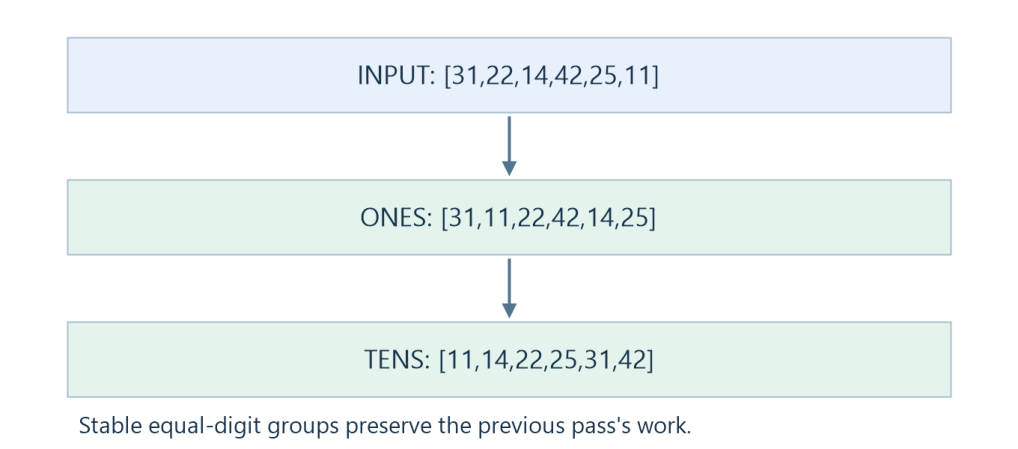 INPUT: [31,22,14,42,25,11]
ONES: [31,11,22,42,14,25]
TENS: [11,14,22,25,31,42]
Stable equal-digit groups preserve the previous pass's work.